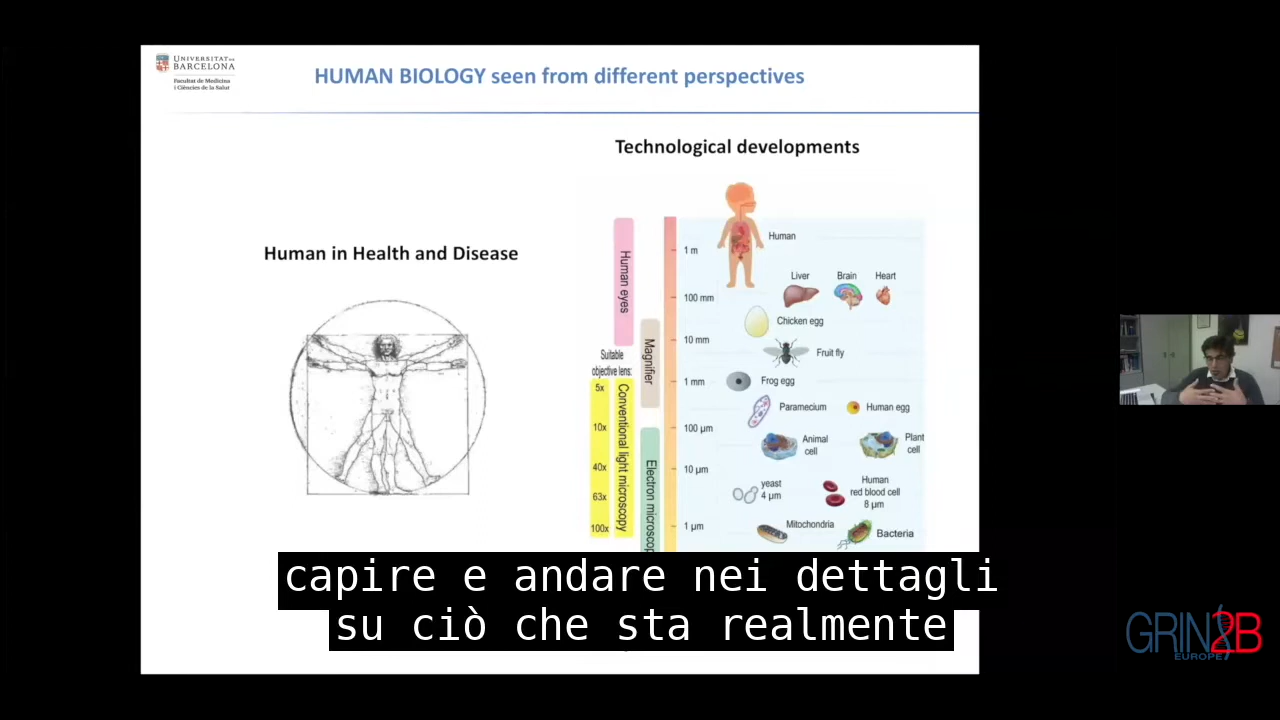 UNIVERSITAT DE
BARCELONA
Facultat de Medicina
i Ciències de la Salut
HUMAN BIOLOGY seen from different perspectives
Technological developments
Human in Health and Disease
Human eyes
Magnifier
Suitable
objective lens:
5x
10x
40x
63x
100x
Conventional light microscopy
1 m
100 mm
10 mm
1 mm
100 µm
10 µm
1 µm
Human
Liver
Brain
Heart
Chicken egg
Fruit fly
Frog egg
Paramecium
Human egg
Animal
cell
Plant
cell
yeast
4 µm
Human
red blood cell
8 µm
Mitochondria
Bacteria
Electron
capire e andare nei dettagli
su ciò che sta realmente
GRIN2B
EUROPE